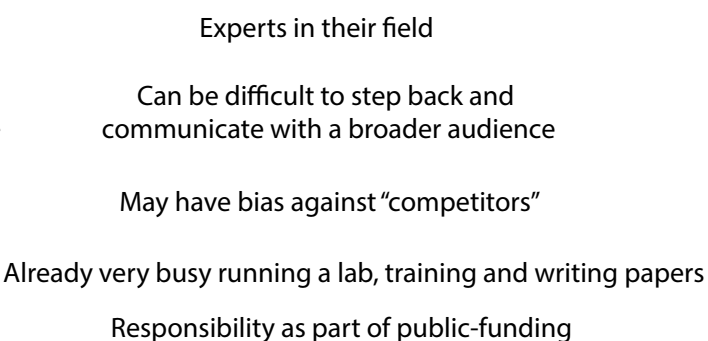 Experts in their field
Can be difficult to step back and
communicate with a broader audience
May have bias against “competitors”
Already very busy running a lab, training and writing papers
Responsibility as part of public-funding